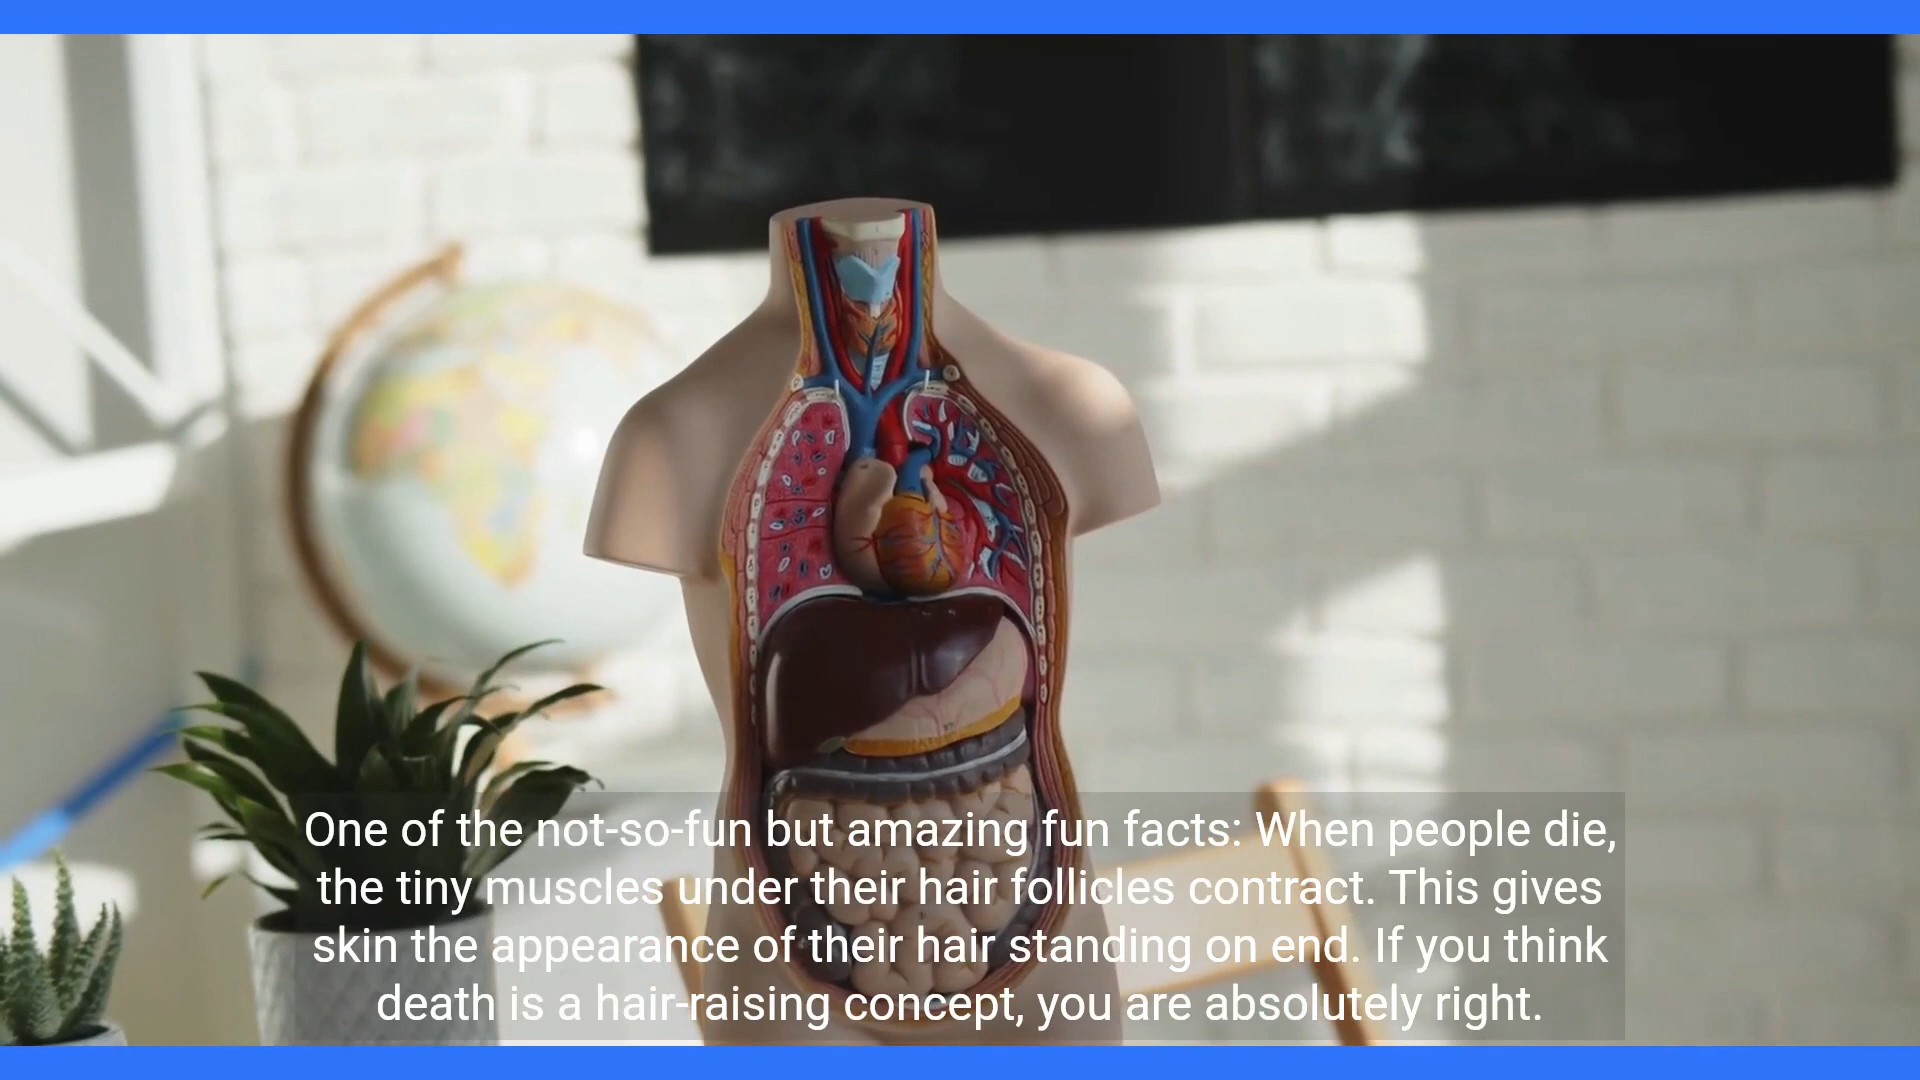 One of the not-so-fun but amazing fun facts: When people die,
the tiny muscles under their hair follicles contract. This gives
skin the appearance of their hair standing on end. If you think
death is a hair-raising concept, you are absolutely right.